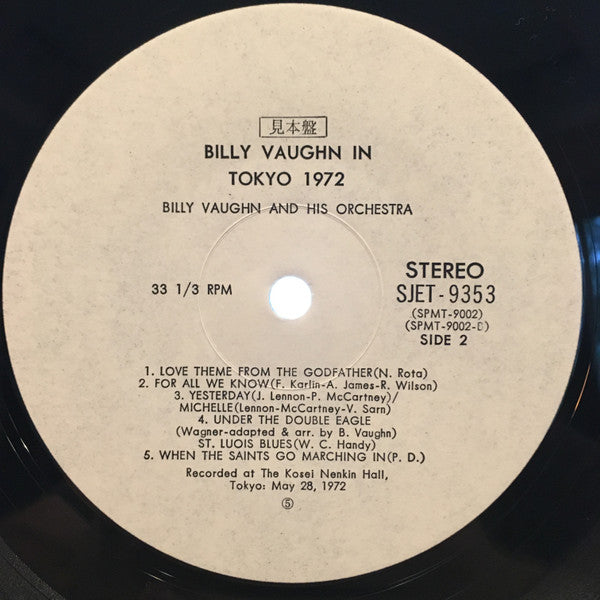 見本盤
BILLY VAUGHN IN
TOKYO 1972
BILLY VAUGHN AND HIS ORCHESTRA
33 1/3 RPM
STEREO
SJET-9353
(SPMT-9002)
(SPMT-9002-B)
SIDE 2
1. LOVE THEME FROM THE GODFATHER(N. Rota)
2. FOR ALL WE KNOW(F. Karlin-A. James-R. Wilson)
3. YESTERDAY(J. Lennon-P. McCartney)/
MICHELLE(Lennon-McCartney-V. Sarn)
4. UNDER THE DOUBLE EAGLE
(Wagner-adapted & arr. by B. Vaughn)
ST. LUOIS BLUES(W. C. Handy)
5. WHEN THE SAINTS GO MARCHING IN(P. D.)
Recorded at The Kosei Nenkin Hall,
Tokyo: May 28, 1972
⑤